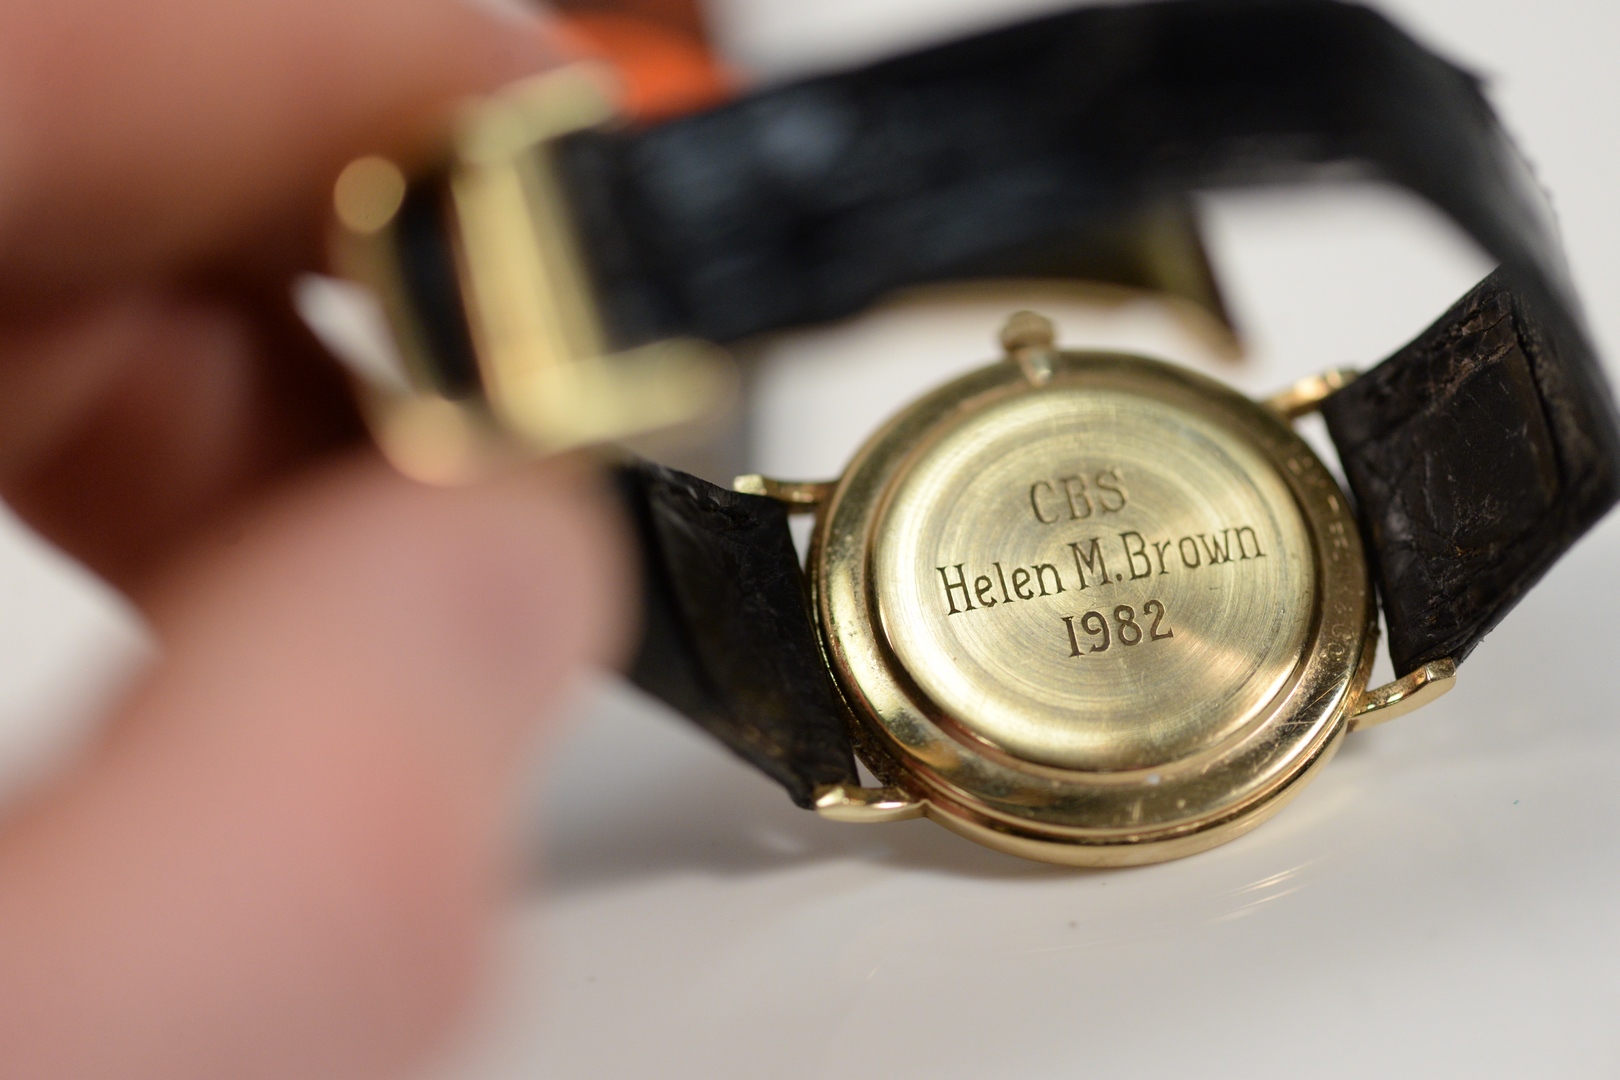 CBS
Helen M. Brown
1982